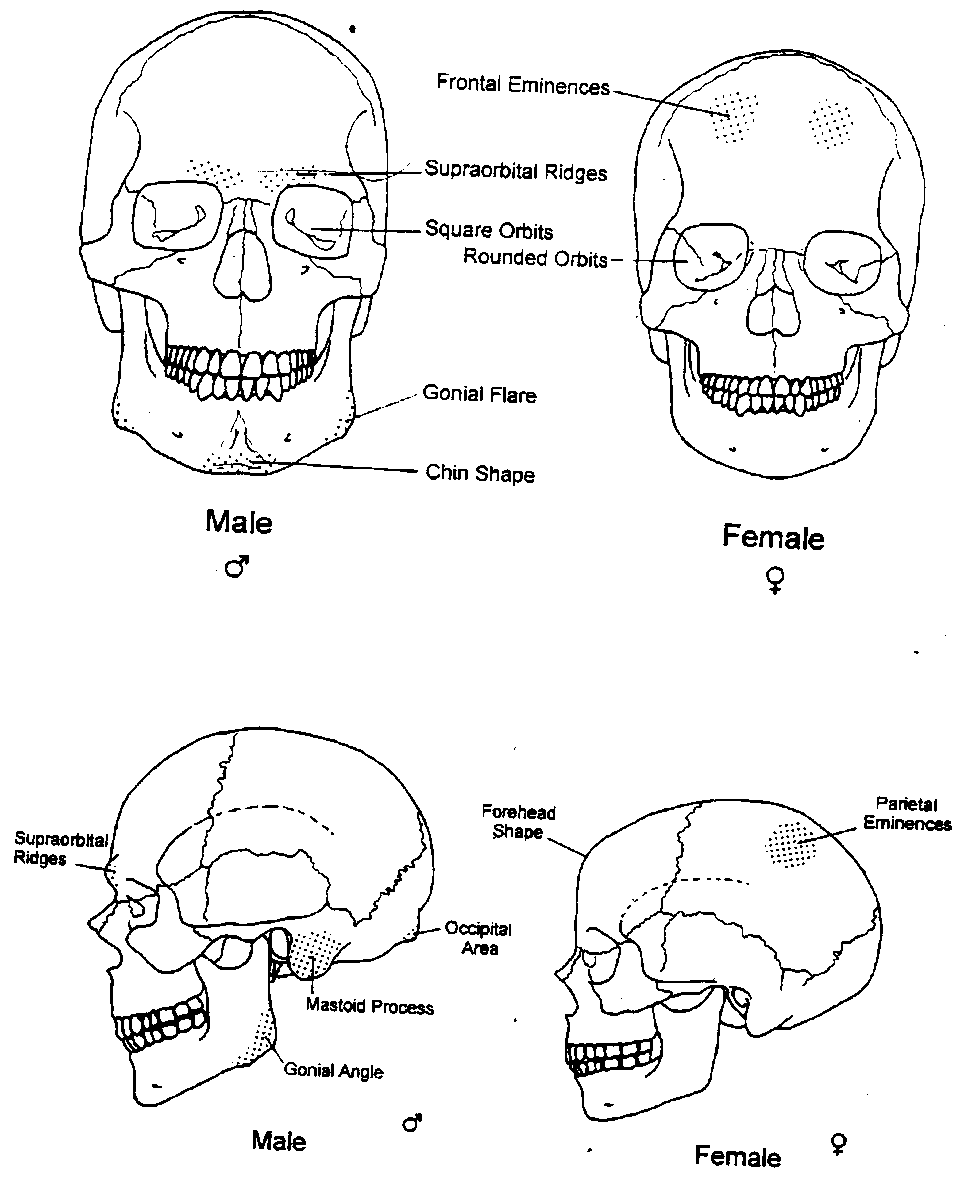 Frontal Eminences
Supraorbital Ridges
Square Orbits
Rounded Orbits
Gonial Flare
Chin Shape
Male
♂
Female
♀
Supraorbital
Ridges
Forehead
Shape
Parietal
Eminences
Occipital
Area
Mastoid Process
Gonial Angle
Male
♂
Female
♀